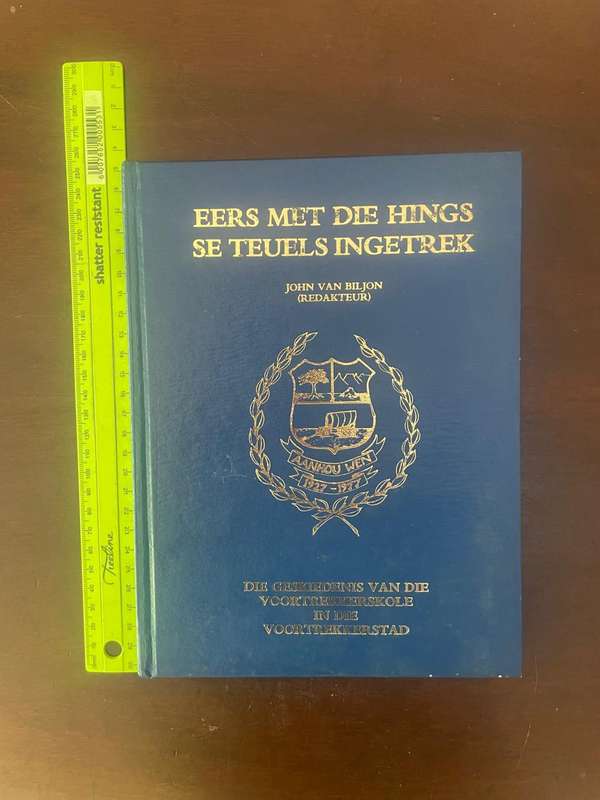 EERS MET DIE HINGS
SE TEUELS INGETREK
JOHN VAN BILJON
(REDAKTEUR)
AANHOU WEN
1927-1977
DIE GESKIEDENIS VAN DIE
VOORTREKKERSKOLE
IN DIE
VOORTREKKERSTAD
shatter resistant
Treeline